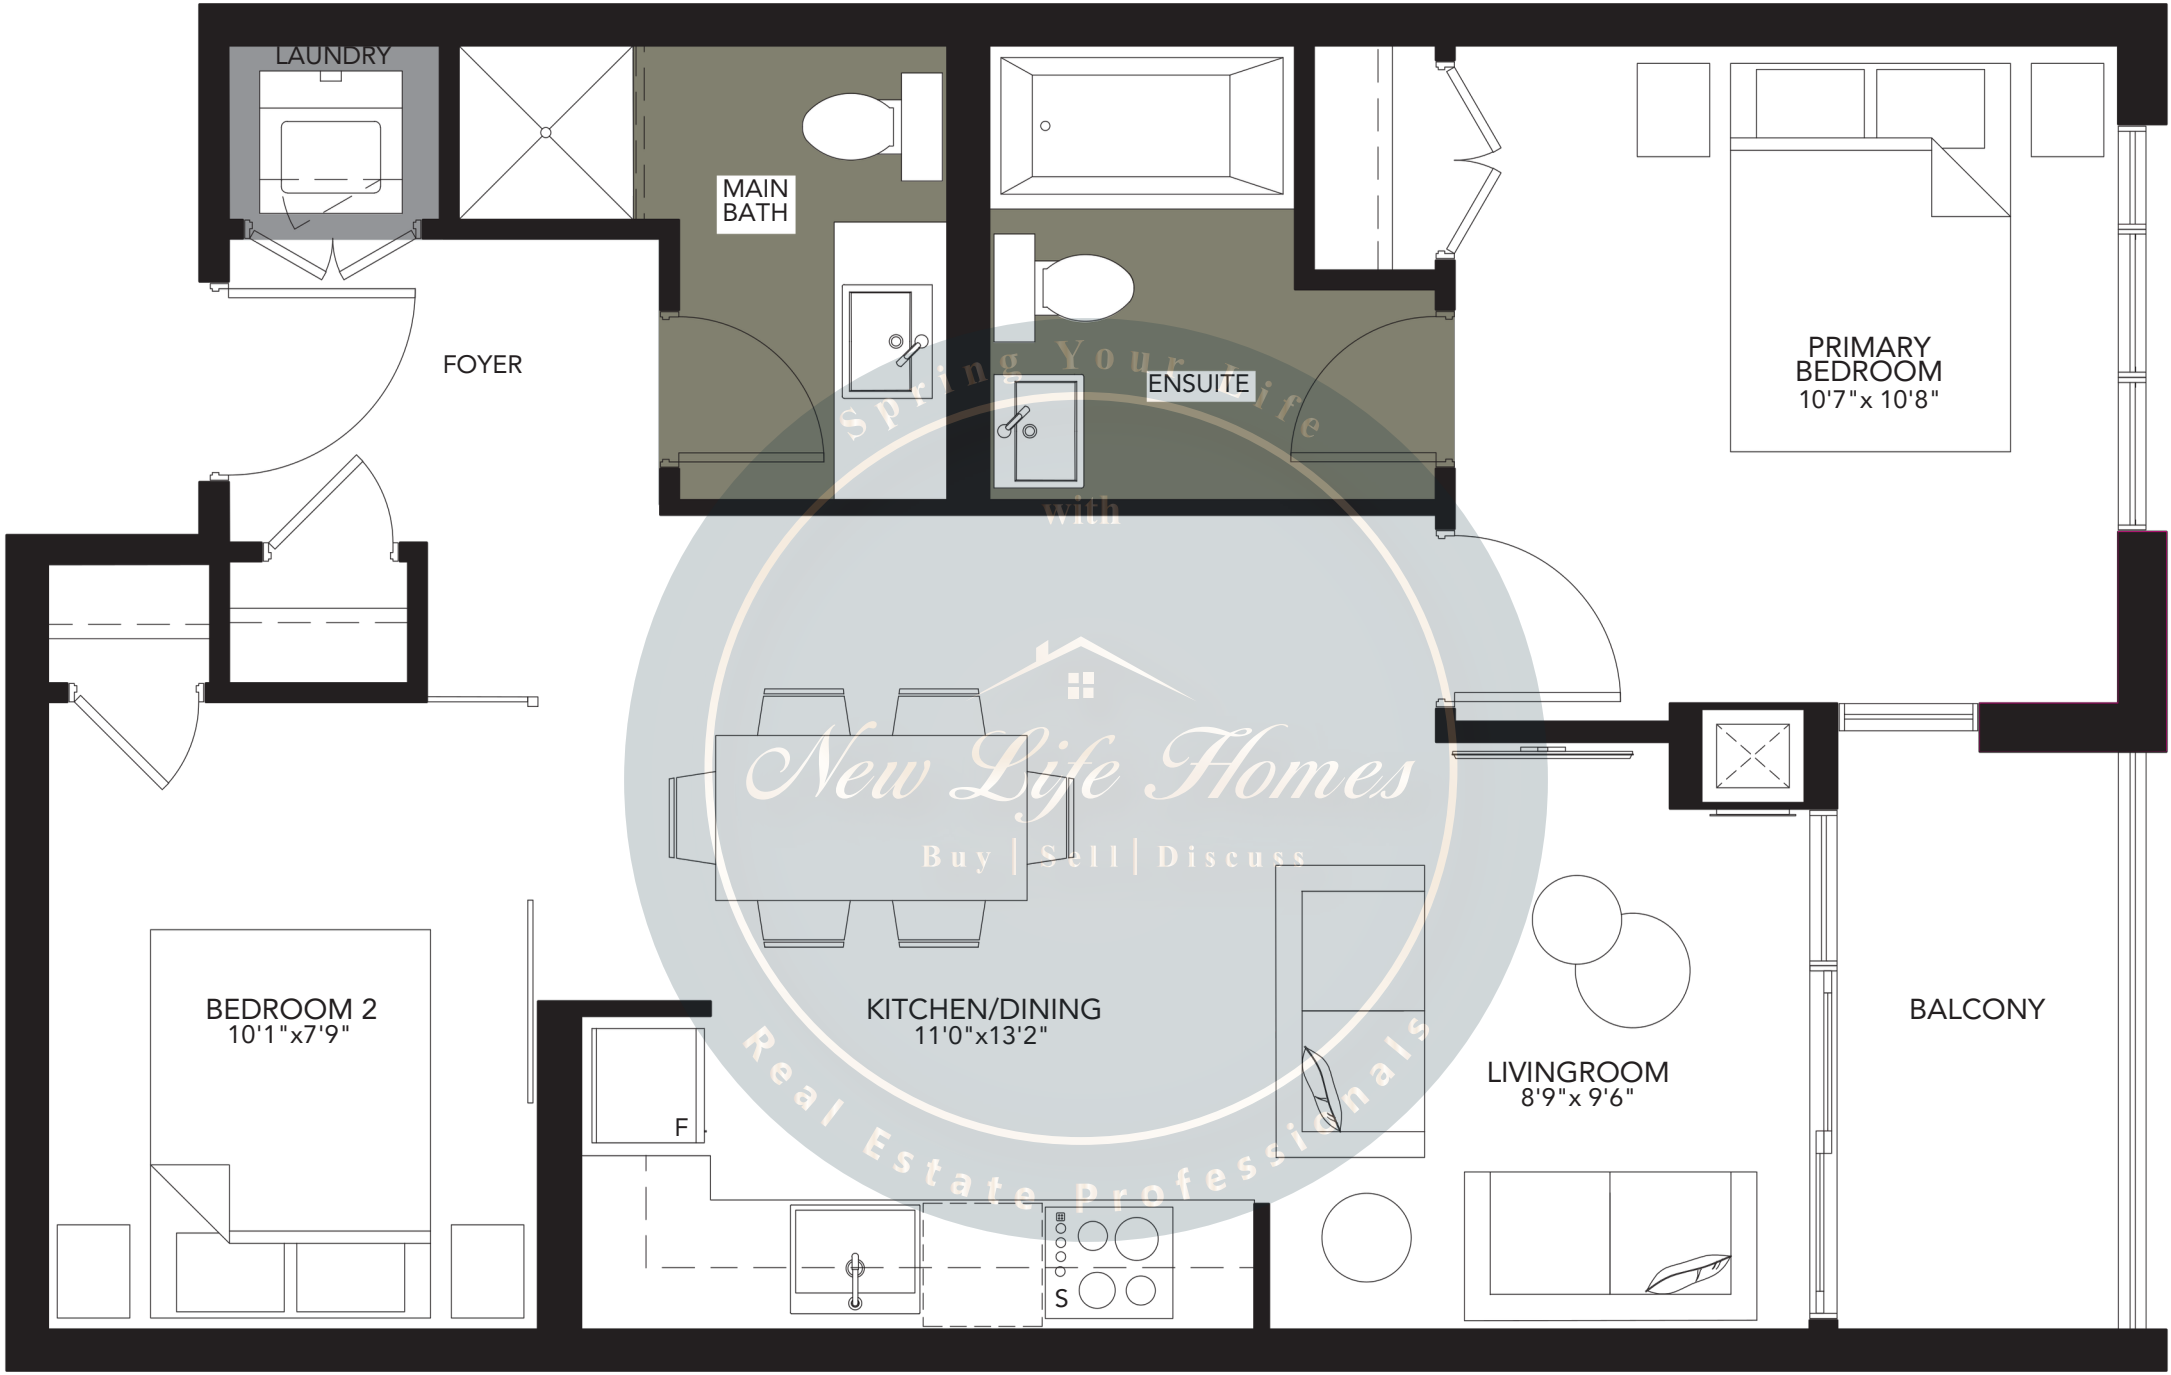 LAUNDRY
MAIN
BATH
FOYER
ENSUITE
PRIMARY
BEDROOM
10'7"x 10'8"
Spring Your Life
with
New Life Homes
Buy | Sell | Discuss
Real Estate Professionals
BEDROOM 2
10'1"x7'9"
KITCHEN/DINING
11'0"x13'2"
LIVINGROOM
8'9"x 9'6"
BALCONY
F
S